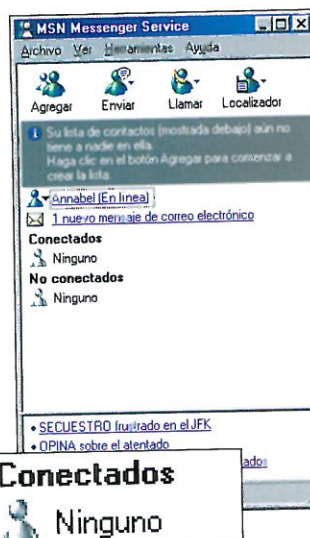 MSN Messenger Service
Archivo Ver Herramientas Ayuda
Agregar Enviar Llamar Localizador
Su lista de contactos (mostrada debajo) aún no
tiene a nadie en ella.
Haga clic en el botón Agregar para comenzar a
crear la lista.
Annabel (En línea)
1 nuevo mensaje de correo electrónico
Conectados
Ninguno
No conectados
Ninguno
• SECUESTRO frustrado en el JFK
• OPINA sobre el atentado
Conectados
Ninguno